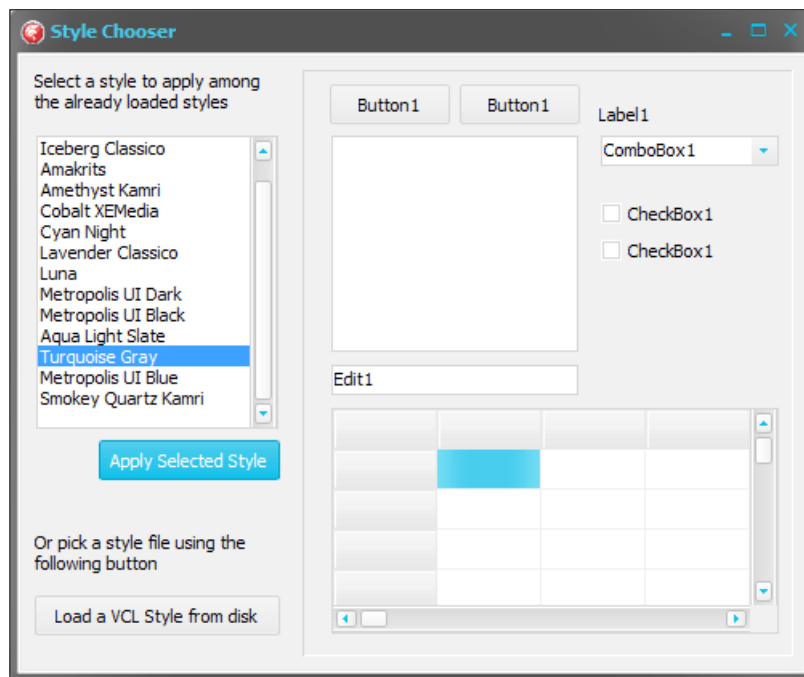 Style Chooser
Select a style to apply among
the already loaded styles
Iceberg Classico
Amakrits
Amethyst Kamri
Cobalt XEMedia
Cyan Night
Lavender Classico
Luna
Metropolis UI Dark
Metropolis UI Black
Aqua Light Slate
Turquoise Gray
Metropolis UI Blue
Smokey Quartz Kamri
Apply Selected Style
Or pick a style file using the
following button
Load a VCL Style from disk
Button1
Button1
Label1
ComboBox1
CheckBox1
CheckBox1
Edit1